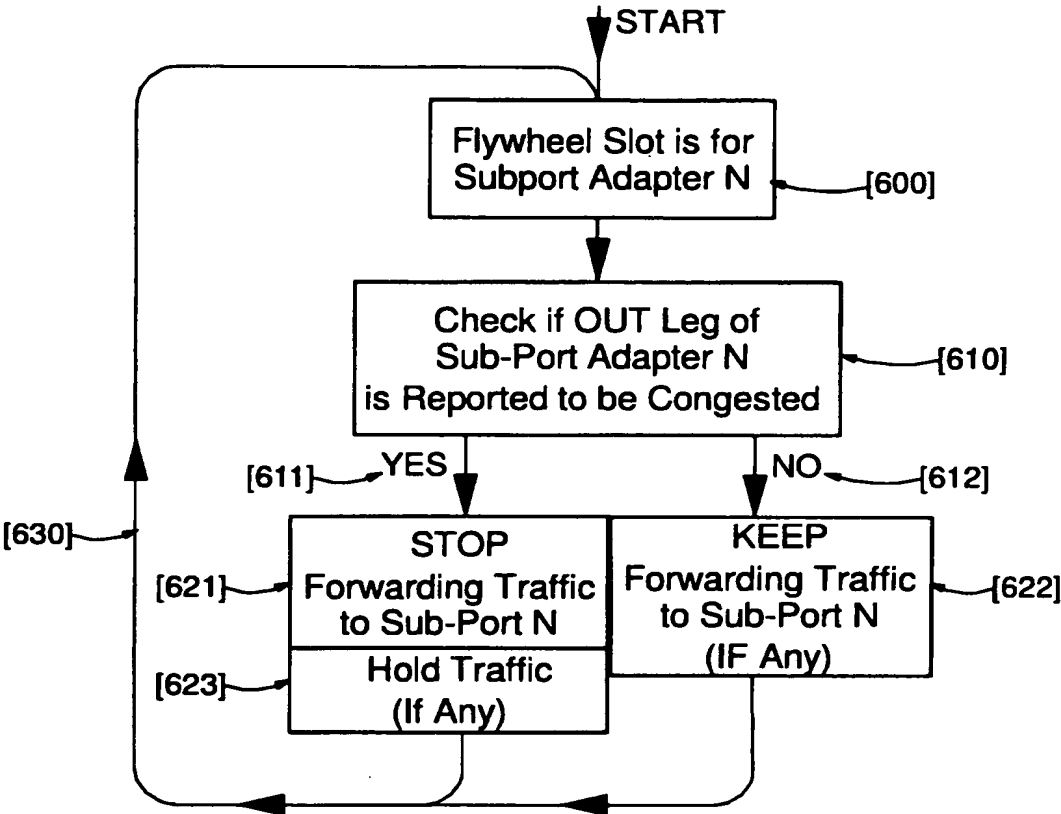 START
Flywheel Slot is for
Subport Adapter N
[600]
Check if OUT Leg of
Sub-Port Adapter N
is Reported to be Congested
[610]
[611]
YES
NO
[612]
[630]
STOP
Forwarding Traffic
to Sub-Port N
[621]
KEEP
Forwarding Traffic
to Sub-Port N
(IF Any)
[622]
Hold Traffic
(If Any)
[623]